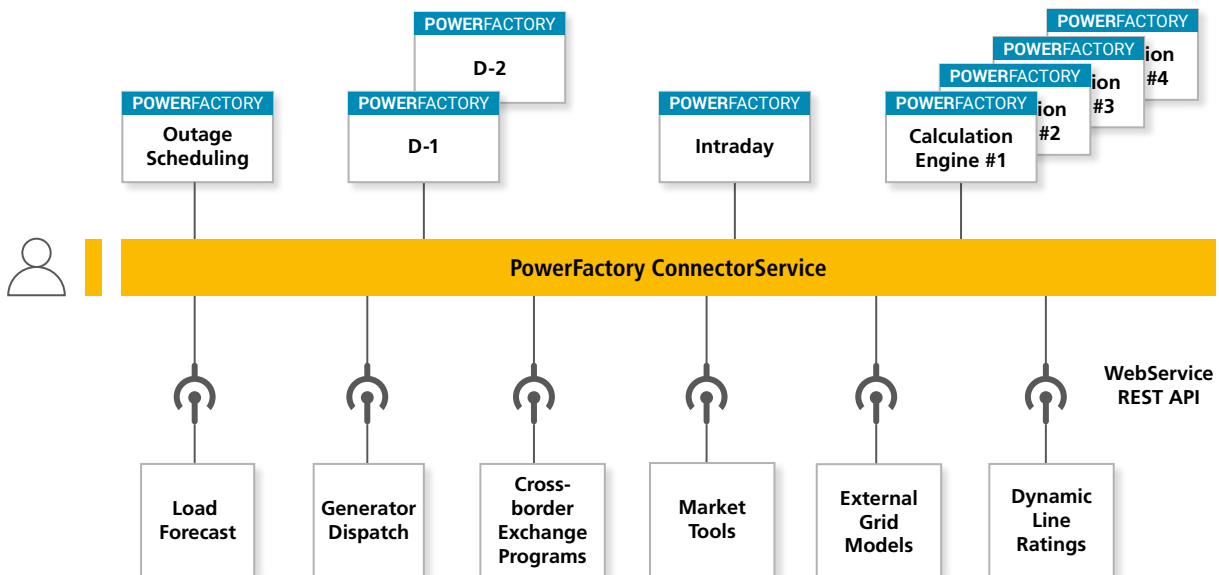 POWERFACTORY
D-2
POWERFACTORY
ion
#4
POWERFACTORY
ion
#3
POWERFACTORY
ion
#2
POWERFACTORY
Outage
Scheduling
POWERFACTORY
D-1
POWERFACTORY
Intraday
POWERFACTORY
Calculation
Engine #1
PowerFactory ConnectorService
WebService
REST API
Load
Forecast
Generator
Dispatch
Cross-
border
Exchange
Programs
Market
Tools
External
Grid
Models
Dynamic
Line
Ratings